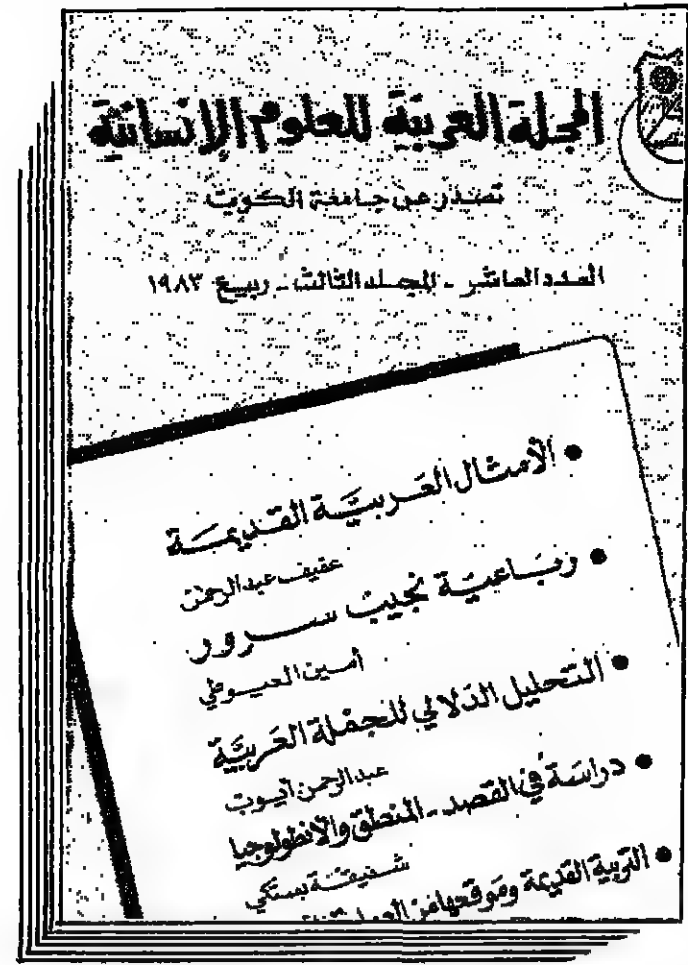 المجلة العربية للعلوم الإنسانية
تصدر عن جامعة الكويت
العدد العاشر - المجلد الثالث - ربيع ١٩٨٣
• الأمثال العربية القديمة
عفيف عبد الرحمن
• رباعية نجيب سرور
أمين العيوطي
• التحليل الدلالي للجملة العربية
عبد الرحمن أيوب
• دراسة في القصد - المنطق والانطولوجيا
شفيقة بستكي
• التربية القديمة وموقعها من